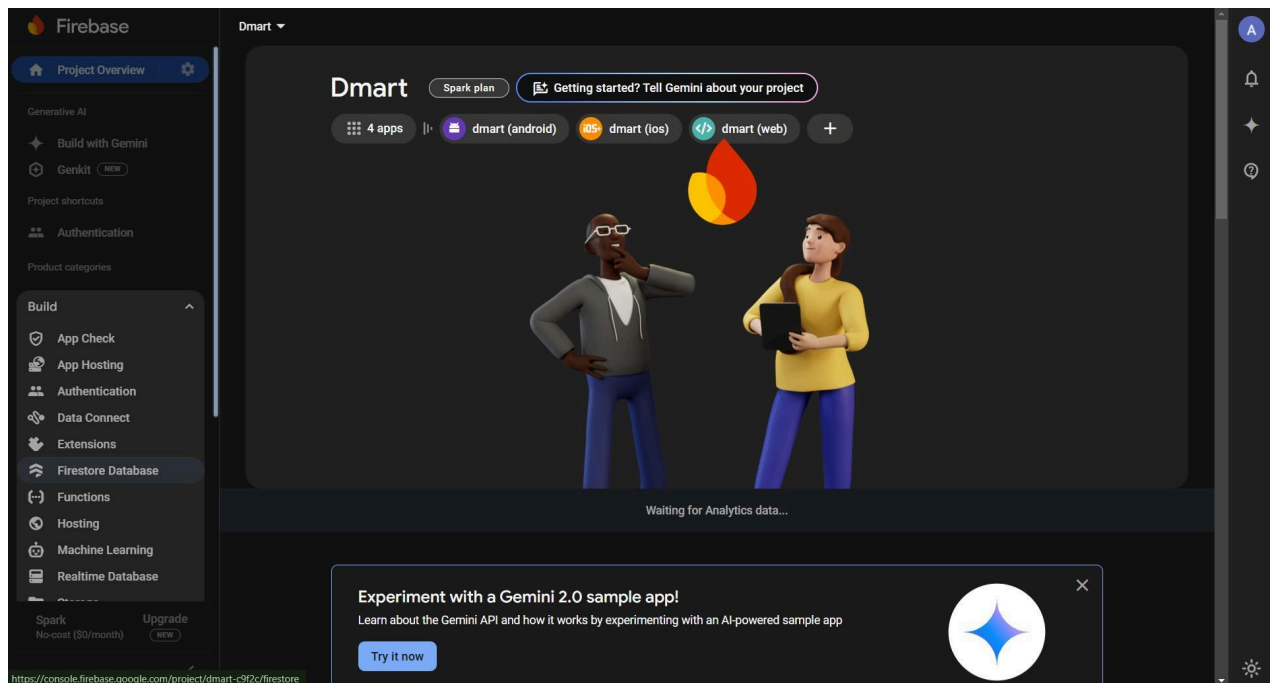 Firebase
Project Overview
Generative AI
Build with Gemini
Genkit NEW
Project shortcuts
Authentication
Product categories
Build
App Check
App Hosting
Authentication
Data Connect
Extensions
Firestore Database
Functions
Hosting
Machine Learning
Realtime Database
Storage
Spark Upgrade
No-cost ($0/month) NEW
https://console.firebase.google.com/project/dmart-c9f2c/firestore
Dmart
Dmart Spark plan Getting started? Tell Gemini about your project
4 apps dmart (android) iOS+ dmart (ios) dmart (web) +
Waiting for Analytics data...
Experiment with a Gemini 2.0 sample app!
Learn about the Gemini API and how it works by experimenting with an AI-powered sample app
Try it now
A